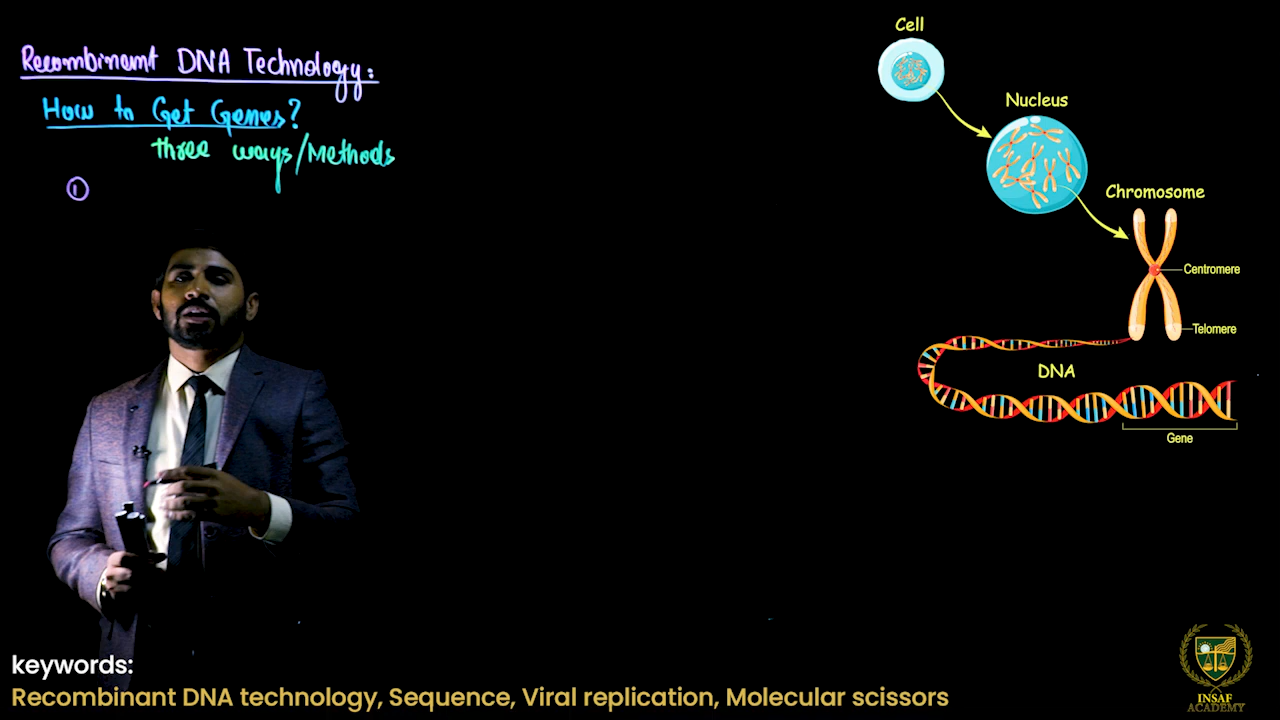 Recombinant DNA Technology:
How to Get Genes?
three ways/Methods
①
Cell
Nucleus
Chromosome
Centromere
Telomere
DNA
Gene
keywords:
Recombinant DNA technology, Sequence, Viral replication, Molecular scissors
INSAF
ACADEMY